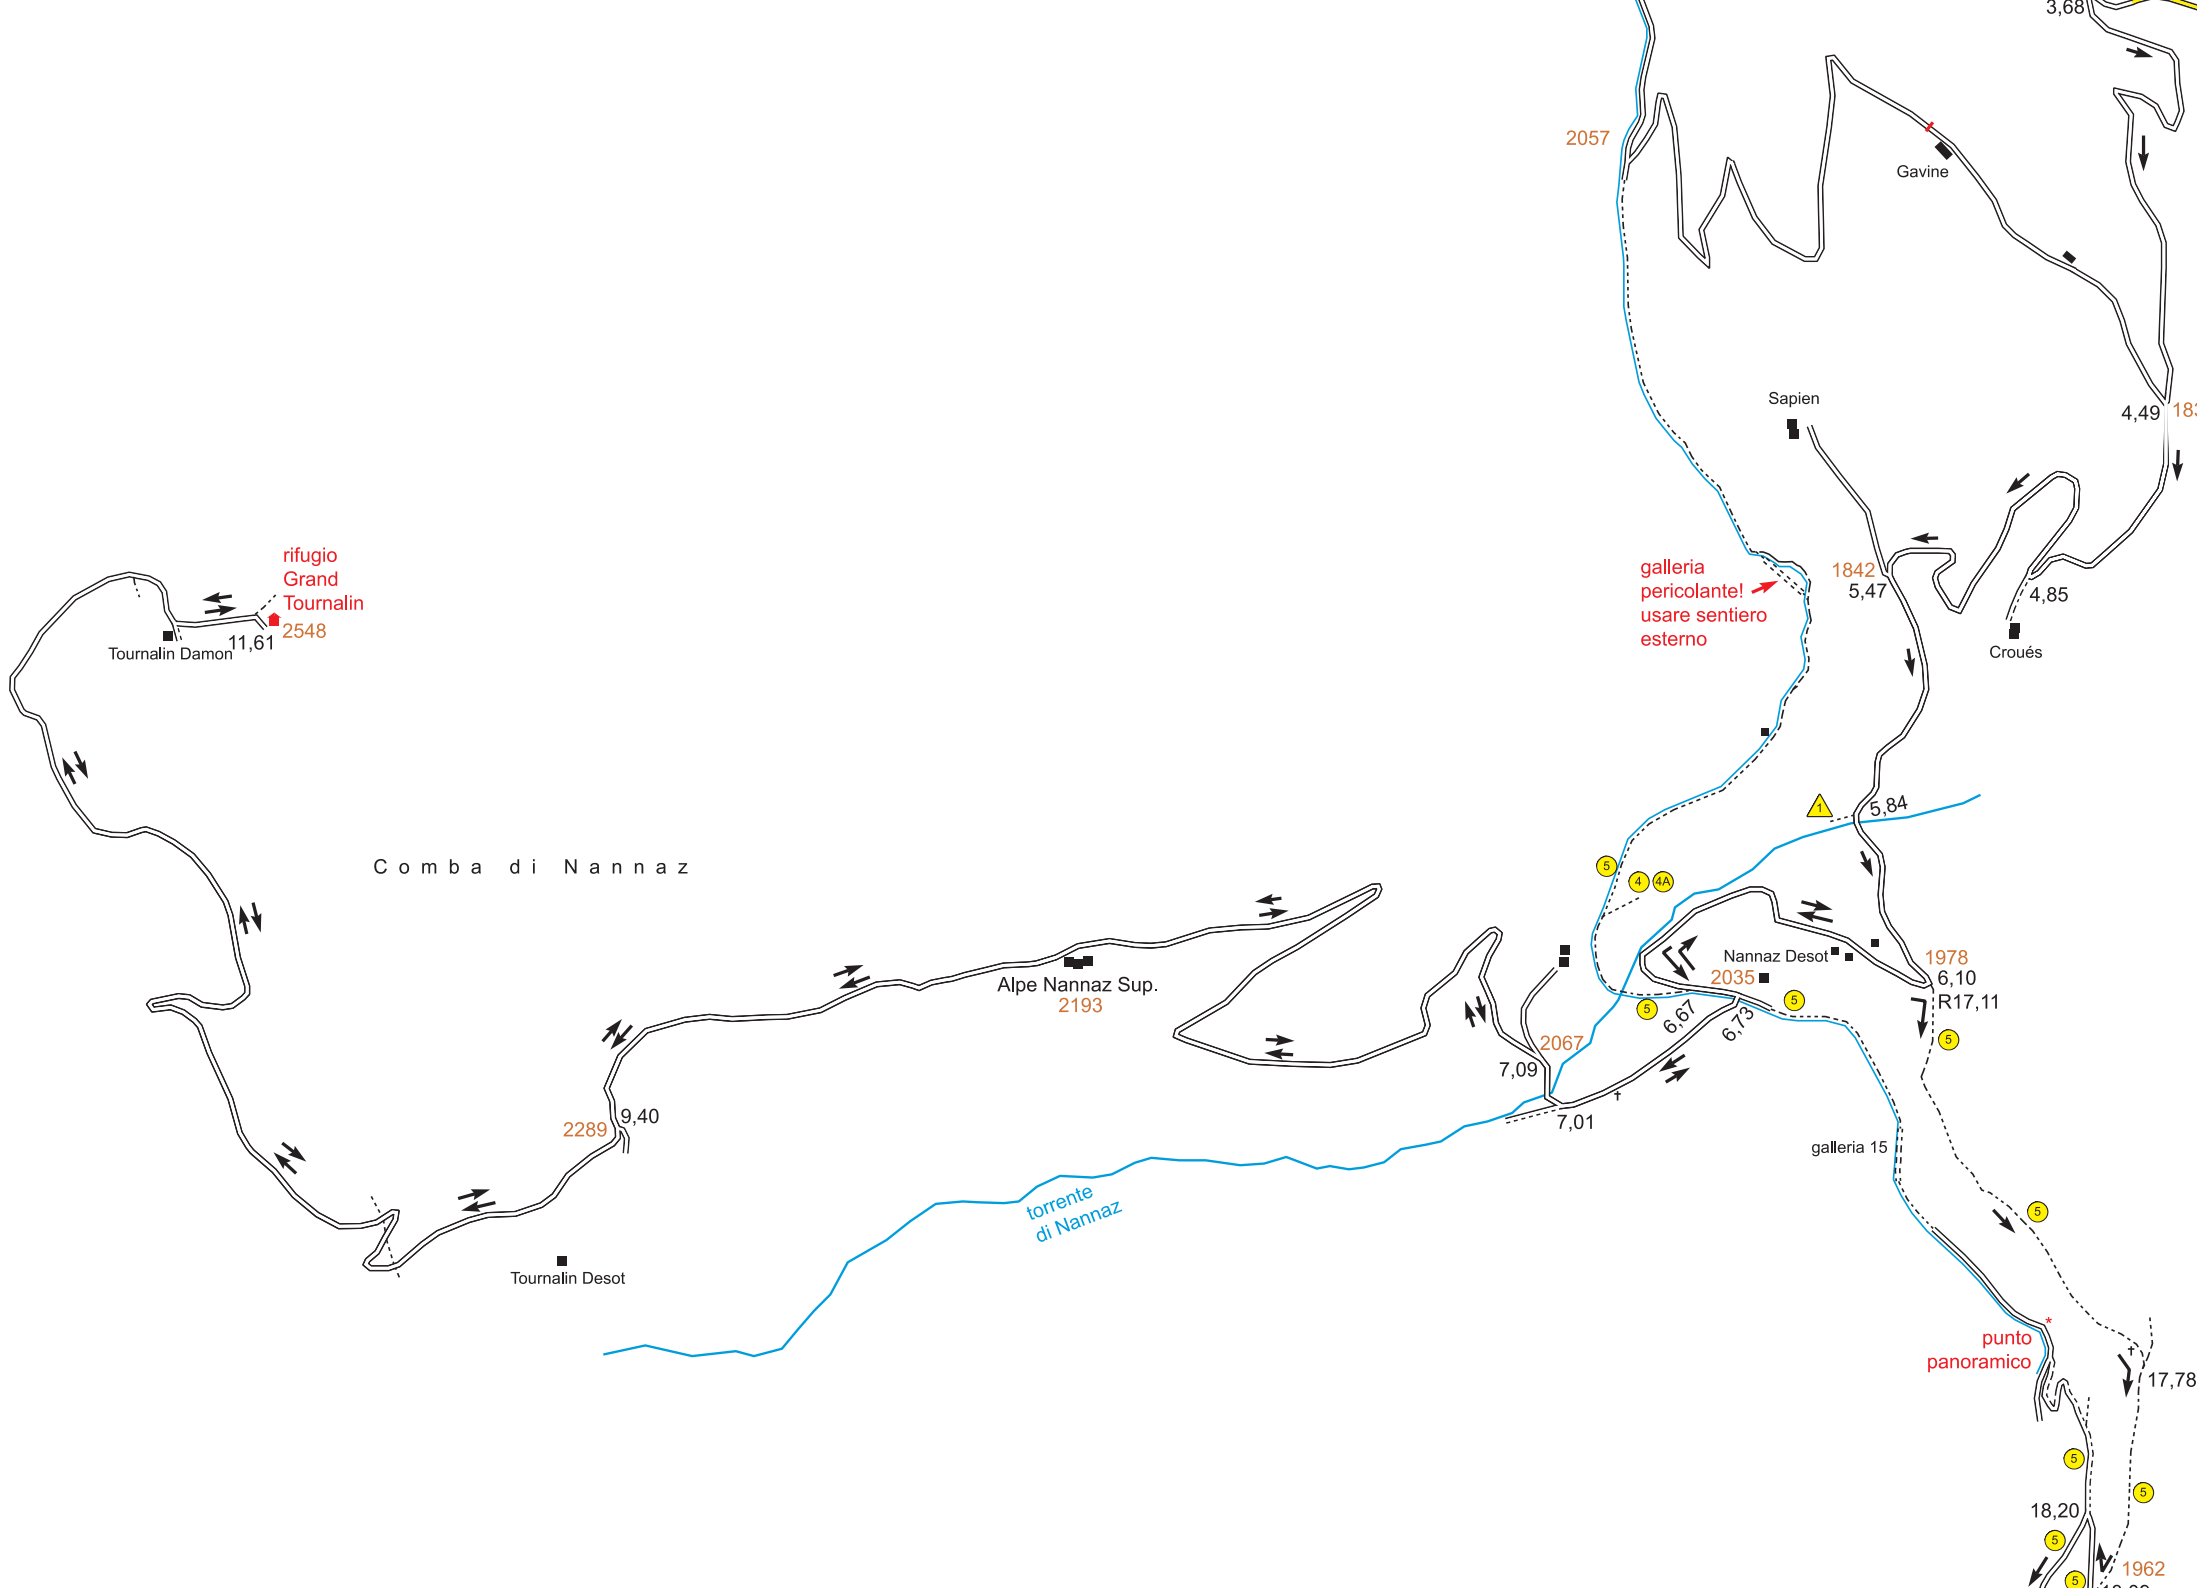 3,68
2057
Gavine
Sapien
4,49
rifugio
Grand
Tournalin
2548
11,61
Tournalin Damon
galleria
pericolante!
usare sentiero
esterno
1842
5,47
4,85
Croués
1
5,84
Comba di Nannaz
5
4
4A
Alpe Nannaz Sup.
2193
Nannaz Desot
2035
1978
6,10
R17,11
5
6,67
6,73
5
5
2067
7,09
7,01
9,40
2289
galleria 15
torrente
di Nannaz
5
Tournalin Desot
*
punto
panoramico
17,78
5
5
18,20
5
5
1962